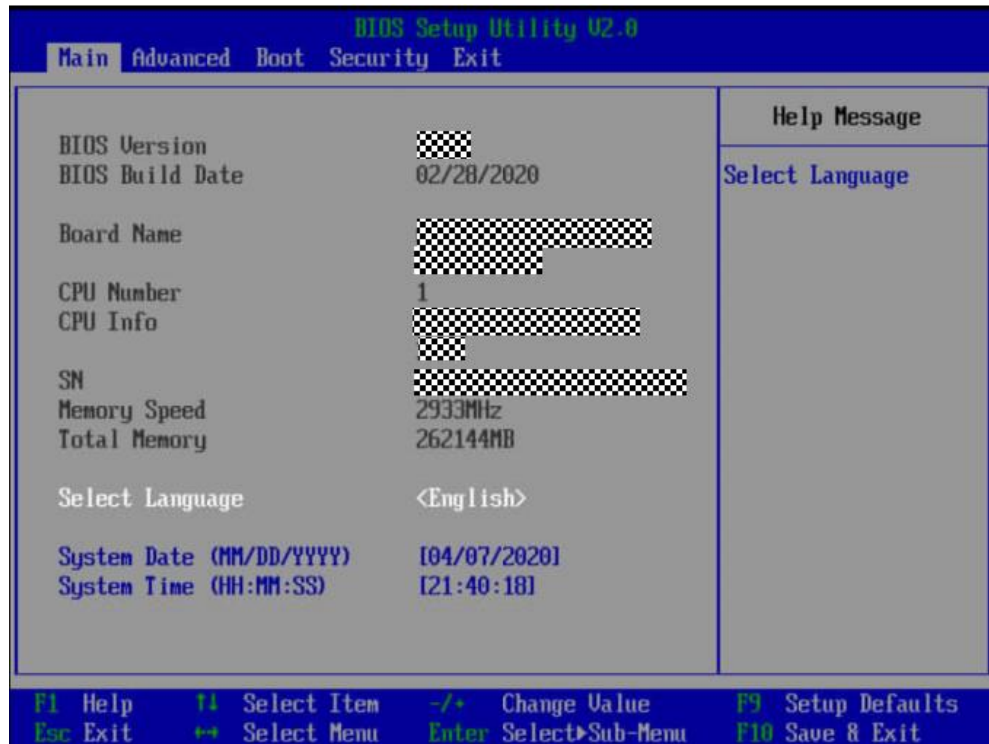 BIOS Setup Utility V2.0
Main Advanced Boot Security Exit
Help Message
Select Language
BIOS Version
BIOS Build Date 02/28/2020
Board Name
CPU Number 1
CPU Info
SN
Memory Speed 2933MHz
Total Memory 262144MB
Select Language <English>
System Date (MM/DD/YYYY) [04/07/2020]
System Time (HH:MM:SS) [21:40:18]
F1 Help ↑↓ Select Item -/+ Change Value F9 Setup Defaults
Esc Exit ←→ Select Menu Enter Select▶Sub-Menu F10 Save & Exit